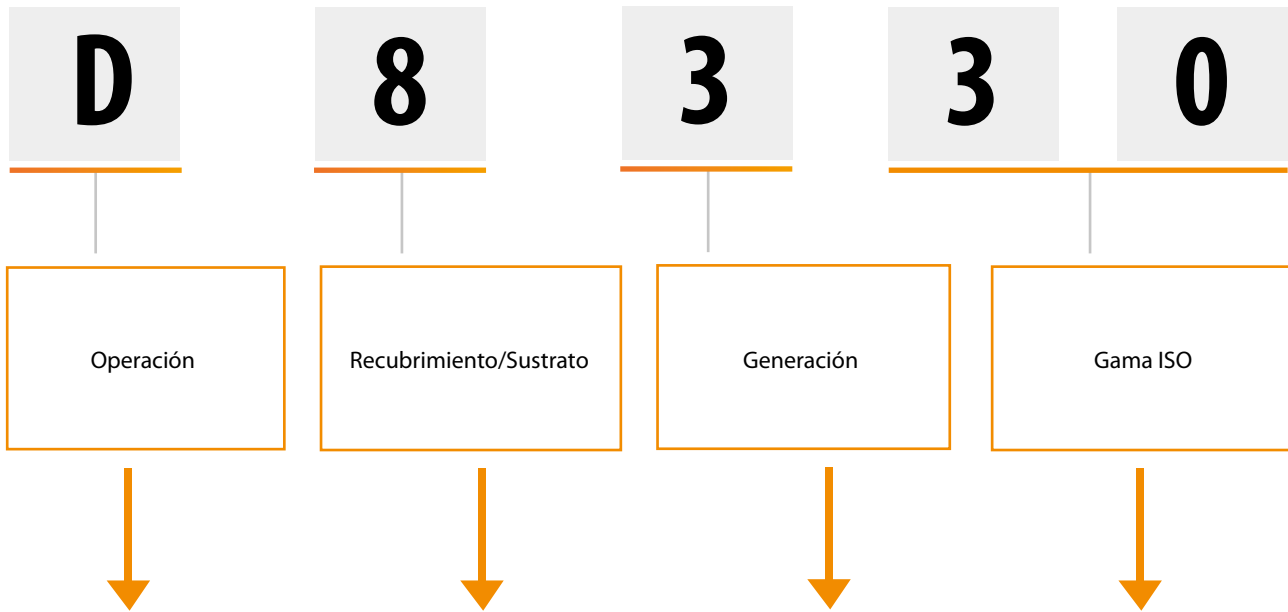 D 8 3 3 0
Operación Recubrimiento/Sustrato Generación Gama ISO